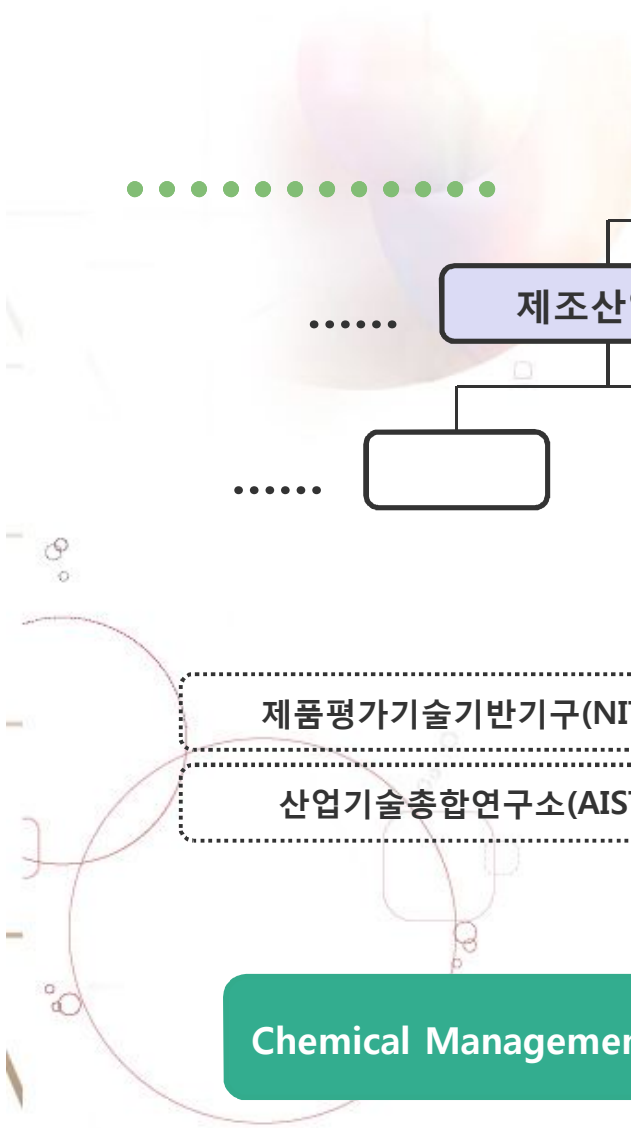 ......
제조산
......
제품평가기술기반기구(NI
산업기술총합연구소(AIS
Chemical Managemen